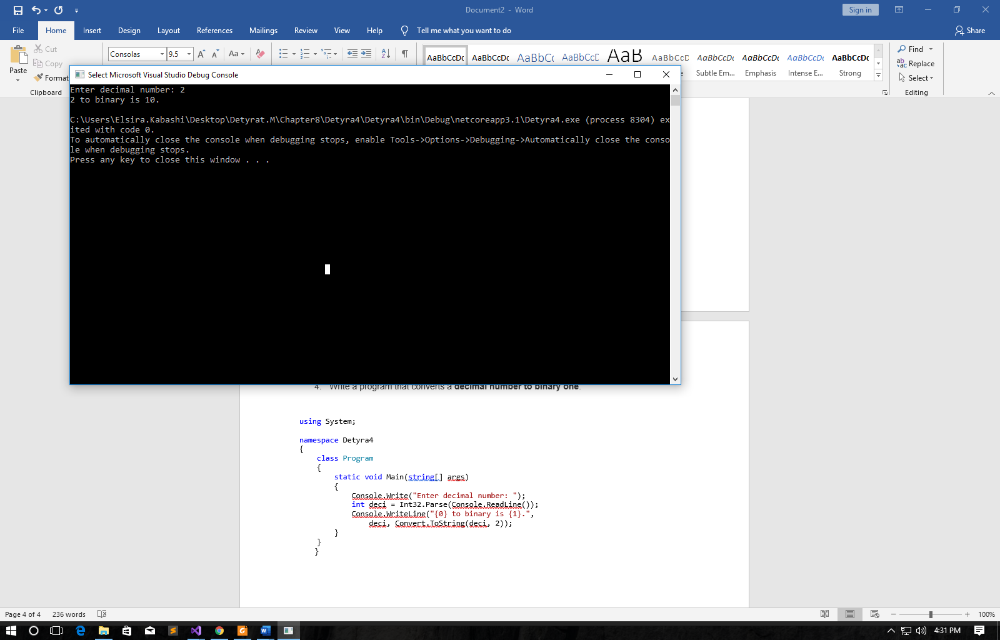 Document2 - Word
Sign in
File Home Insert Design Layout References Mailings Review View Help Tell me what you want to do Share
Paste
Cut
Copy
Format
Clipboard
Consolas 9.5
Aa
AaBbCcDc AaBbCcDc AaBbC AaBbCcC AaB AaBbCcD AaBbCcDc AaBbCcDc AaBbCcDc AaBbCcDc
Subtle Em... Emphasis Intense E... Strong
Find
Replace
Select
Editing
Select Microsoft Visual Studio Debug Console
Enter decimal number: 2
2 to binary is 10.
C:\Users\Elsira.Kabashi\Desktop\Detyrat.M\Chapter8\Detyra4\Detyra4\bin\Debug\netcoreapp3.1\Detyra4.exe (process 8304) ex
ited with code 0.
To automatically close the console when debugging stops, enable Tools->Options->Debugging->Automatically close the conso
le when debugging stops.
Press any key to close this window . . .
4. Write a program that converts a decimal number to binary one.
using System;
namespace Detyra4
{
class Program
{
static void Main(string[] args)
{
Console.Write("Enter decimal number: ");
int deci = Int32.Parse(Console.ReadLine());
Console.WriteLine("{0} to binary is {1}.",
deci, Convert.ToString(deci, 2));
}
}
}
Page 4 of 4 236 words
100%
4:31 PM